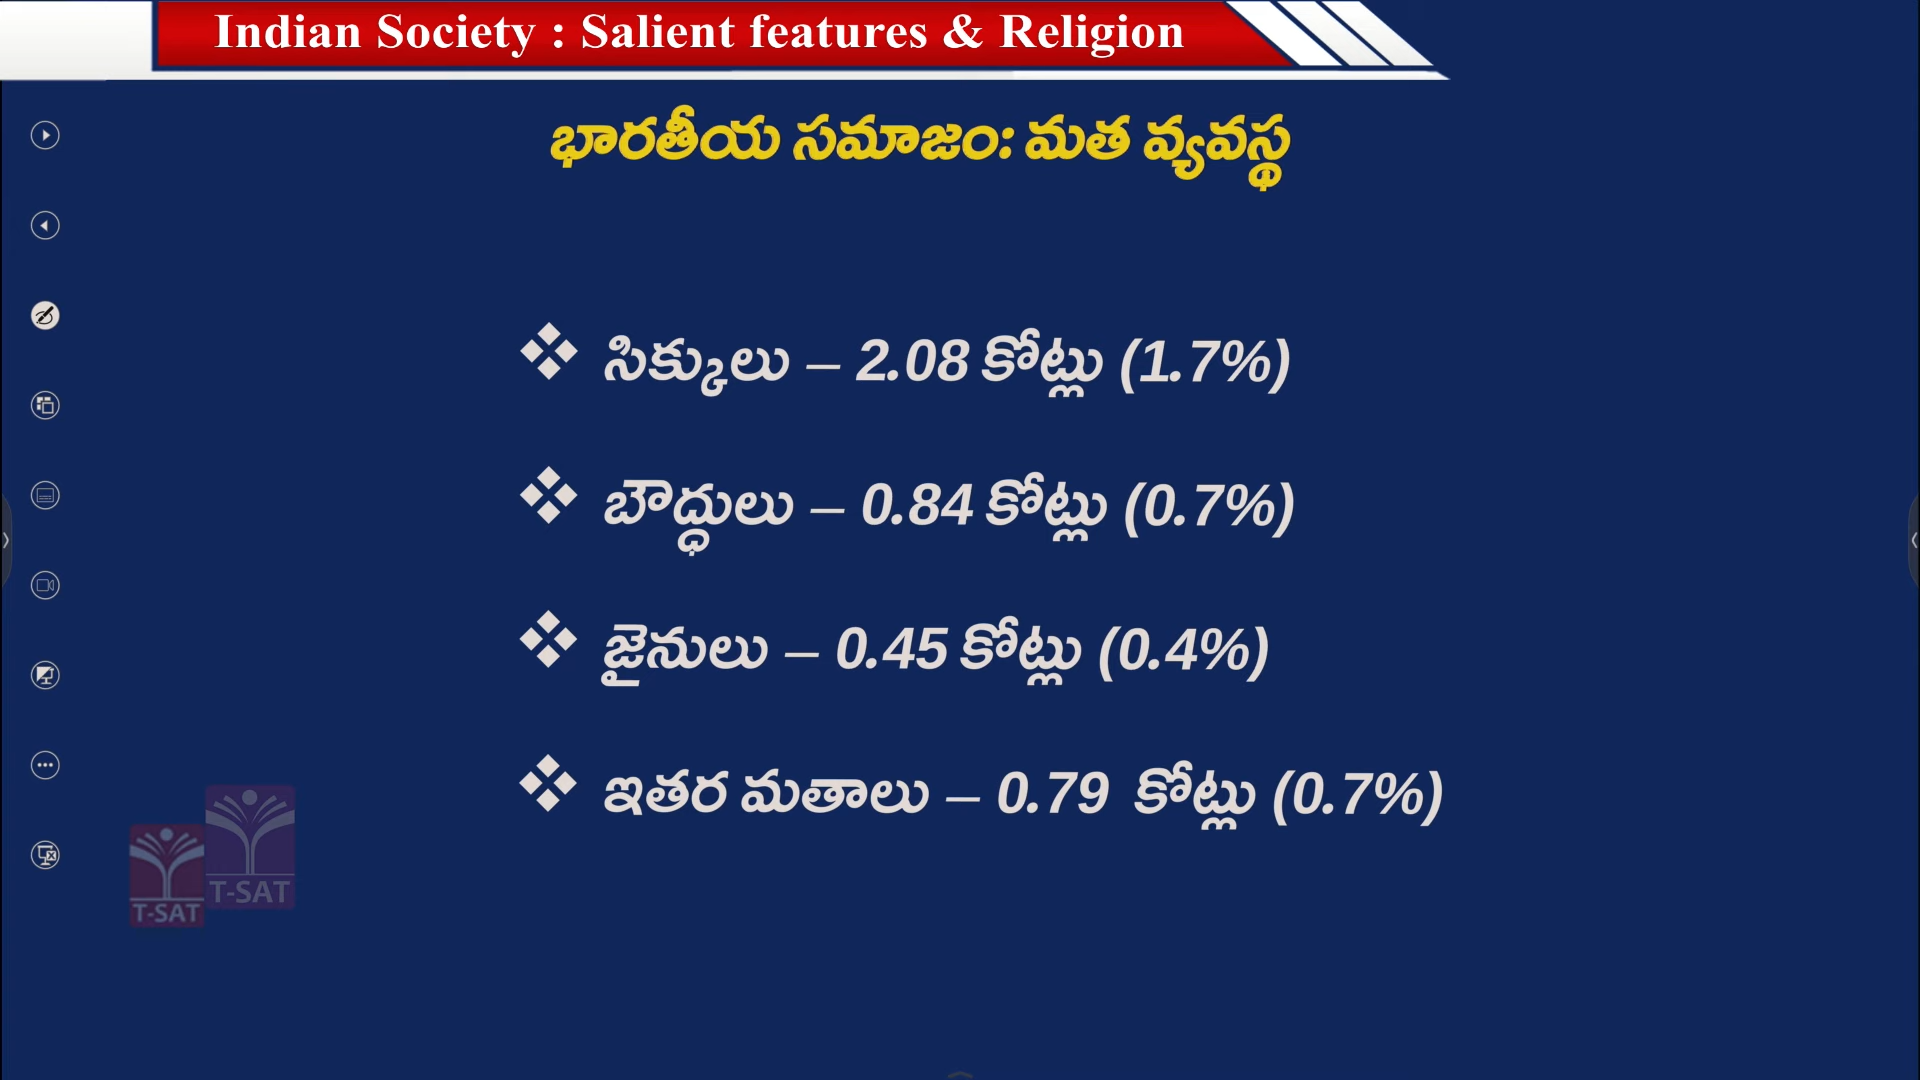 Indian Society : Salient features & Religion
భారతీయ సమాజం: మత వ్యవస్థ
❖ సిక్కులు – 2.08 కోట్లు (1.7%)
❖ బౌద్ధులు – 0.84 కోట్లు (0.7%)
❖ జైనులు – 0.45 కోట్లు (0.4%)
❖ ఇతర మతాలు – 0.79 కోట్లు (0.7%)
T-SAT
T-SAT